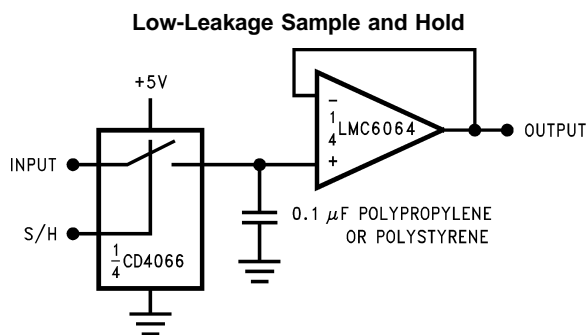 Low-Leakage Sample and Hold
+5V
INPUT
S/H
1/4 CD4066
−
+
1/4 LMC6064
OUTPUT
0.1 μF POLYPROPYLENE
OR POLYSTYRENE